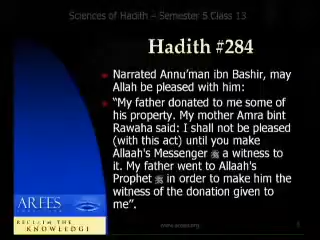 Sciences of Hadith – Semester 5 Class 13
Hadith #284
Narrated Annu'man ibn Bashir, may
Allah be pleased with him:
"My father donated to me some of
his property. My mother Amra bint
Rawaha said: I shall not be pleased
(with this act) until you make
Allaah's Messenger ﷺ a witness to
it. My father went to Allaah's
Prophet ﷺ in order to make him the
witness of the donation given to
me".
AREES
RECLAIM THE
KNOWLEDGE